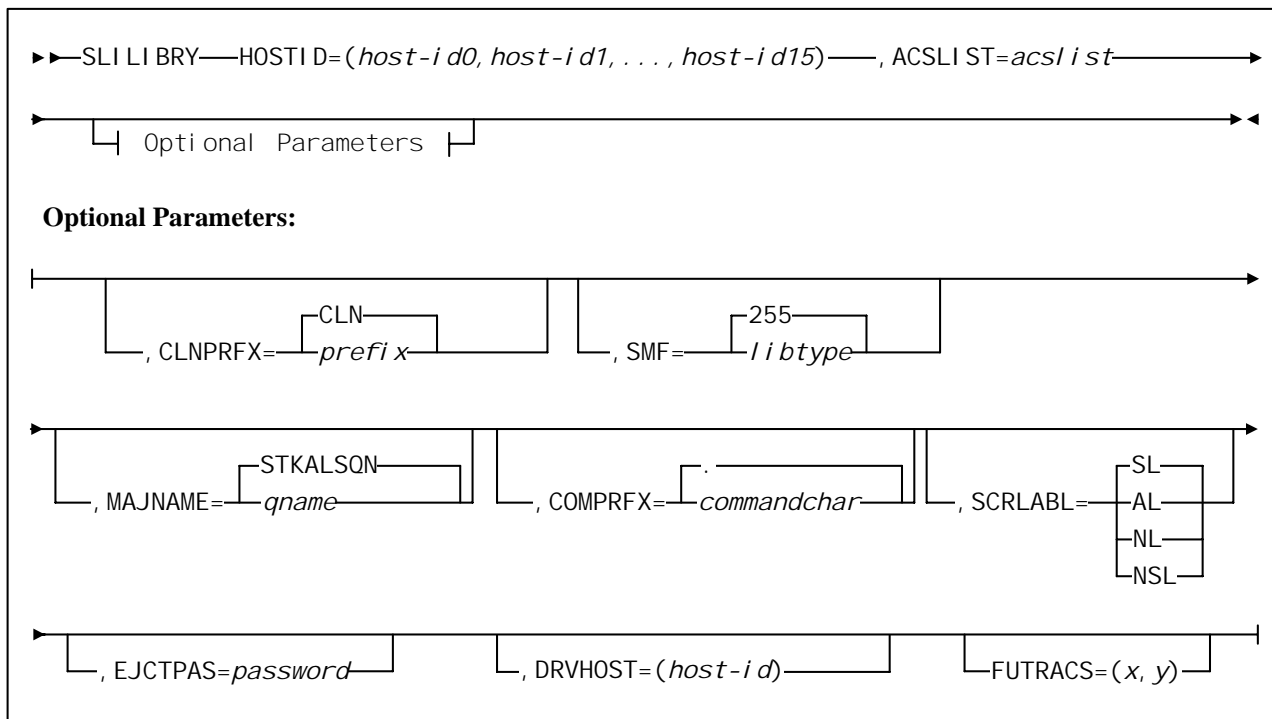 SLILIBRY HOSTID=(host-id0,host-id1,...,host-id15) ,ACSLIST=acslist
Optional Parameters
Optional Parameters:
CLN 255
,CLNPRFX= prefix ,SMF= libtype
STKALSQN . SL
,MAJNAME= qname ,COMPRFX= commandchar ,SCRLABL= AL
NL
NSL
,EJCTPAS=password ,DRVHOST=(host-id) FUTRACS=(x,y)